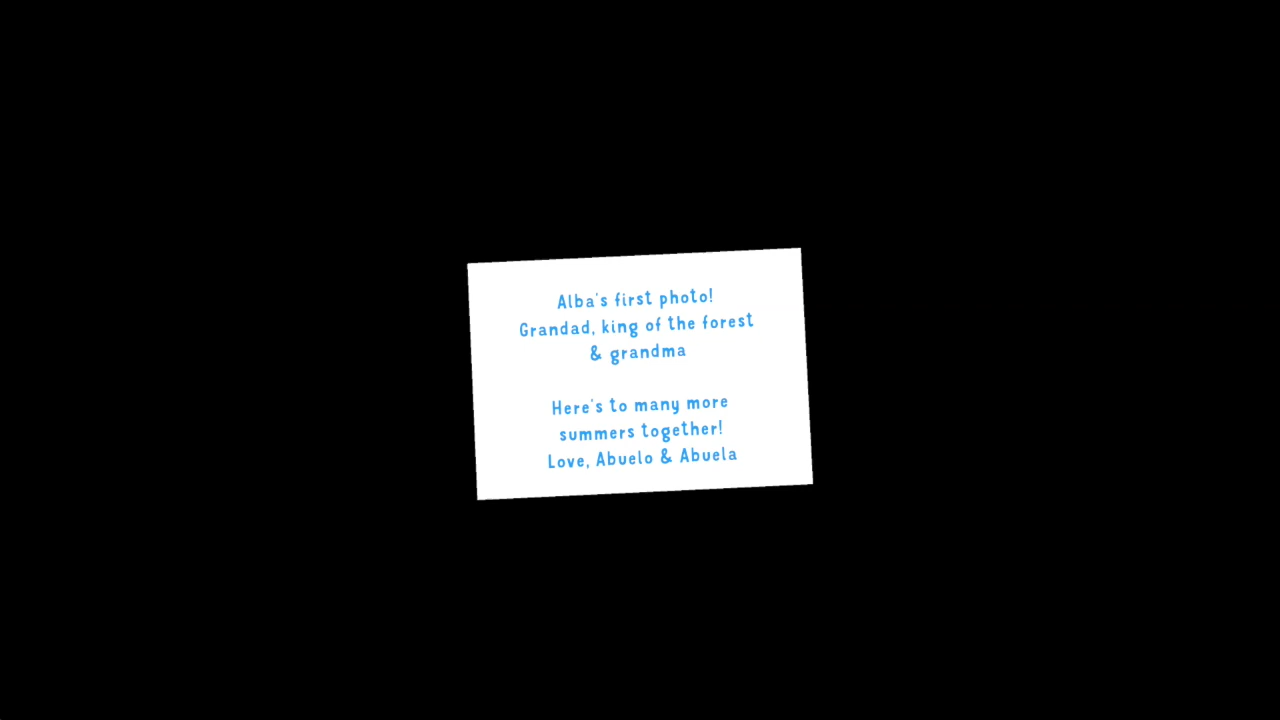 Alba's first photo!
Grandad, king of the forest
& grandma
Here's to many more
summers together!
Love, Abuelo & Abuela